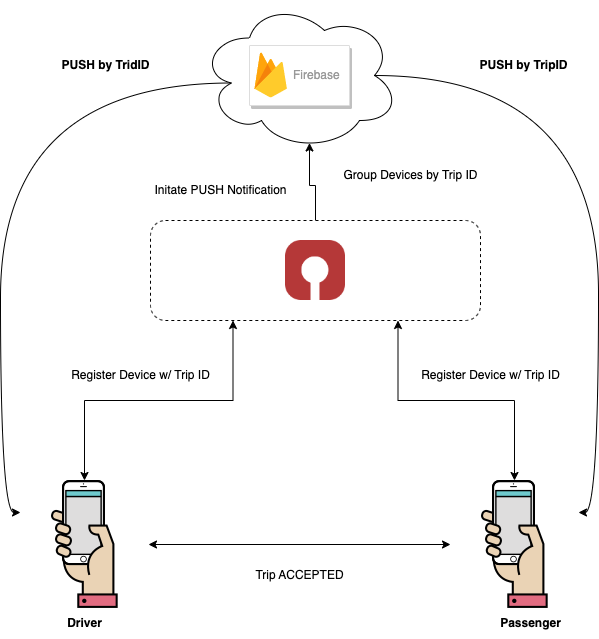 PUSH by TridID
PUSH by TripID
Firebase
Group Devices by Trip ID
Initate PUSH Notification
Register Device w/ Trip ID
Register Device w/ Trip ID
Trip ACCEPTED
Driver
Passenger